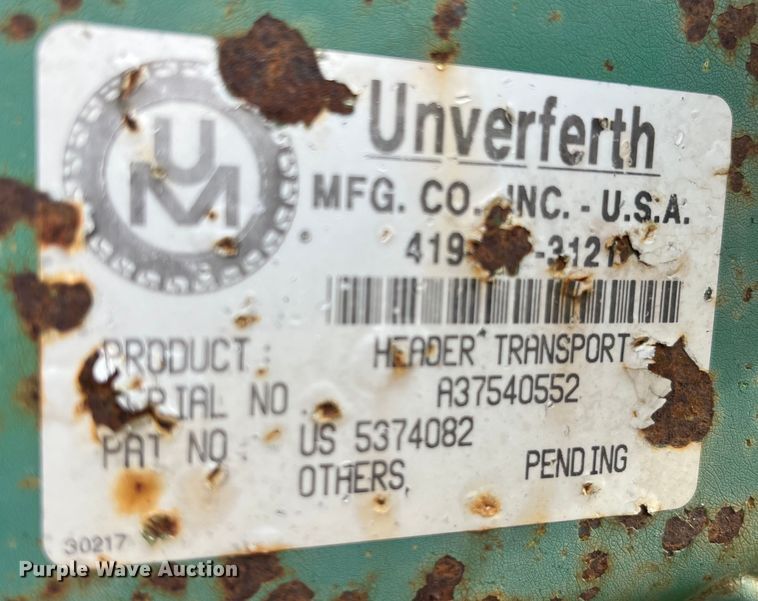 UM
Unverferth
MFG. CO. INC. - U.S.A.
PRODUCT : HEADER TRANSPORT
SERIAL NO. A37540552
PAT NO : US 5374082
OTHERS, PENDING
30217
Purple Wave Auction